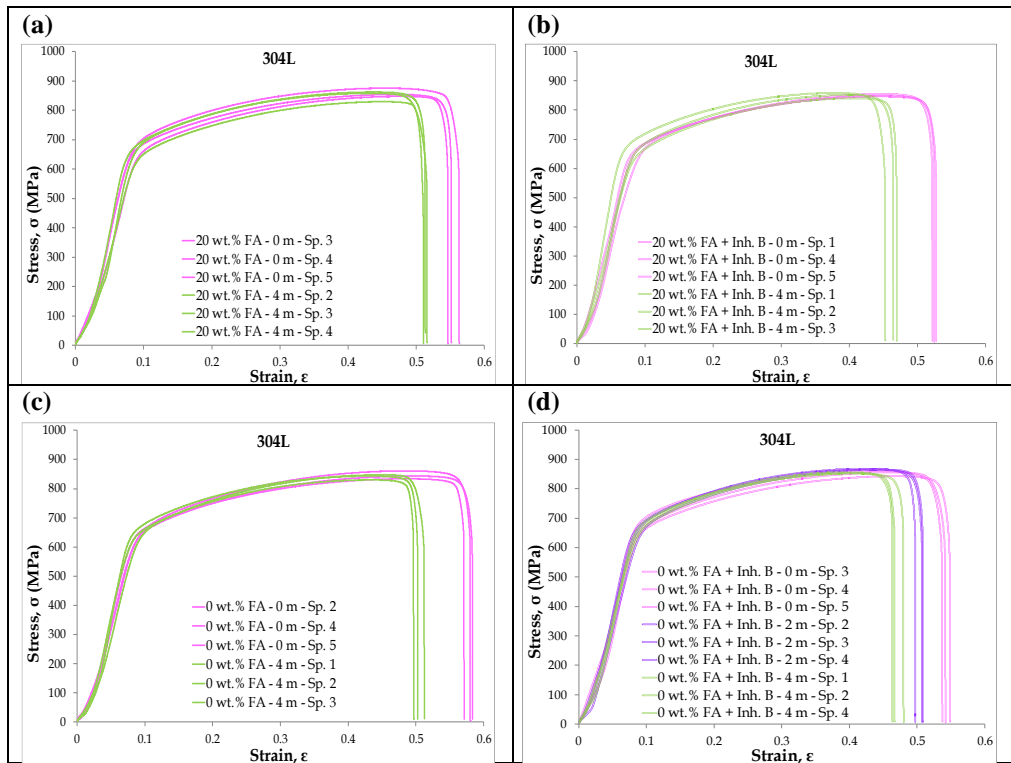 (a)
304L
1000
900
800
700
600
500
400
300
200
100
0
Stress, σ (MPa)
20 wt.% FA - 0 m - Sp. 3
20 wt.% FA - 0 m - Sp. 4
20 wt.% FA - 0 m - Sp. 5
20 wt.% FA - 4 m - Sp. 2
20 wt.% FA - 4 m - Sp. 3
20 wt.% FA - 4 m - Sp. 4
0 0.1 0.2 0.3 0.4 0.5 0.6
Strain, ε
(b)
304L
1000
900
800
700
600
500
400
300
200
100
0
Stress, σ (MPa)
20 wt.% FA + Inh. B - 0 m - Sp. 1
20 wt.% FA + Inh. B - 0 m - Sp. 4
20 wt.% FA + Inh. B - 0 m - Sp. 5
20 wt.% FA + Inh. B - 4 m - Sp. 1
20 wt.% FA + Inh. B - 4 m - Sp. 2
20 wt.% FA + Inh. B - 4 m - Sp. 3
0 0.1 0.2 0.3 0.4 0.5 0.6
Strain, ε
(c)
304L
1000
900
800
700
600
500
400
300
200
100
0
Stress, σ (MPa)
0 wt.% FA - 0 m - Sp. 2
0 wt.% FA - 0 m - Sp. 4
0 wt.% FA - 0 m - Sp. 5
0 wt.% FA - 4 m - Sp. 1
0 wt.% FA - 4 m - Sp. 2
0 wt.% FA - 4 m - Sp. 3
0 0.1 0.2 0.3 0.4 0.5 0.6
Strain, ε
(d)
304L
1000
900
800
700
600
500
400
300
200
100
0
Stress, σ (MPa)
0 wt.% FA + Inh. B - 0 m - Sp. 3
0 wt.% FA + Inh. B - 0 m - Sp. 4
0 wt.% FA + Inh. B - 0 m - Sp. 5
0 wt.% FA + Inh. B - 2 m - Sp. 2
0 wt.% FA + Inh. B - 2 m - Sp. 3
0 wt.% FA + Inh. B - 2 m - Sp. 4
0 wt.% FA + Inh. B - 4 m - Sp. 1
0 wt.% FA + Inh. B - 4 m - Sp. 2
0 wt.% FA + Inh. B - 4 m - Sp. 4
0 0.1 0.2 0.3 0.4 0.5 0.6
Strain, ε